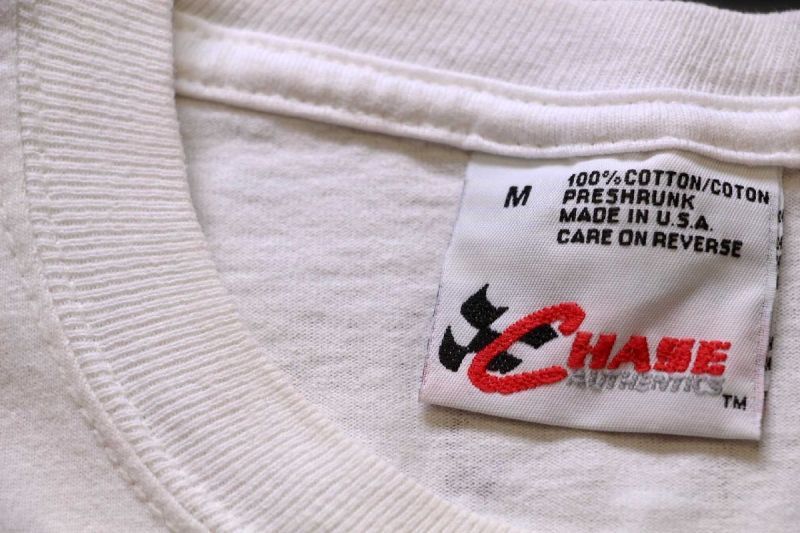 M
100% COTTON/COTON
PRESHRUNK
MADE IN U.S.A.
CARE ON REVERSE
CHASE
AUTHENTICS
TM